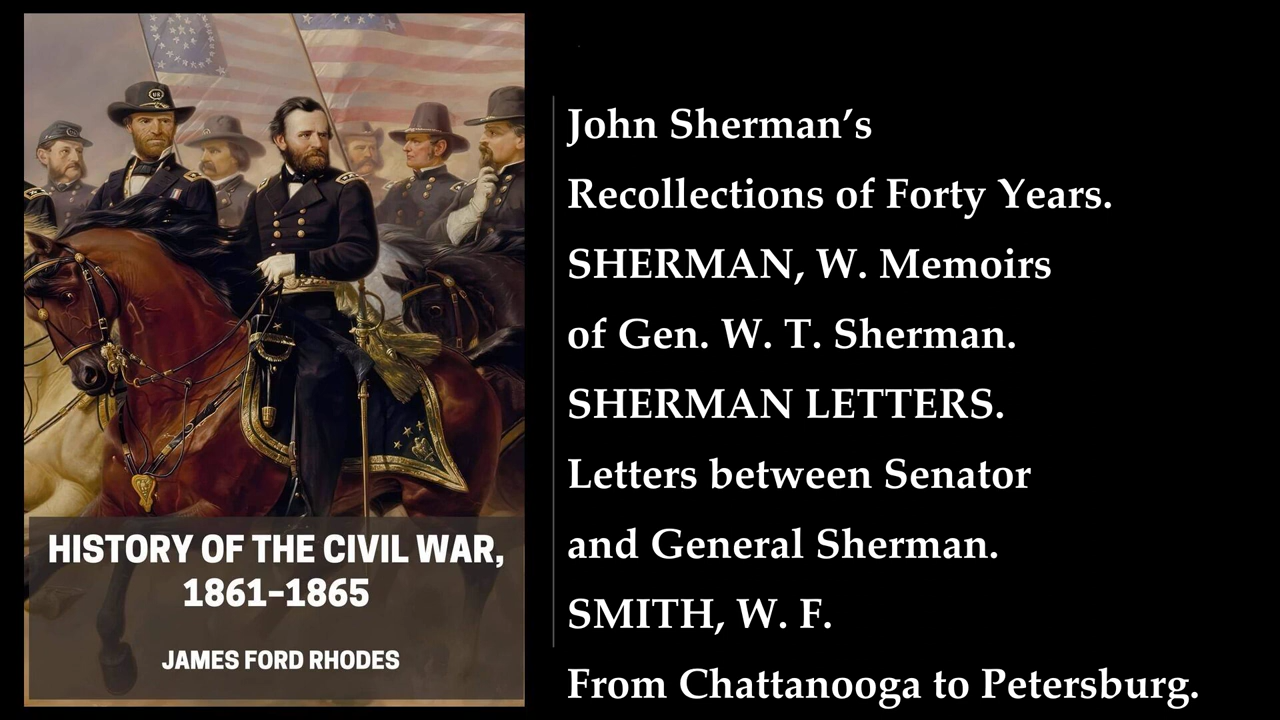 HISTORY OF THE CIVIL WAR,
1861–1865
JAMES FORD RHODES
John Sherman’s
Recollections of Forty Years.
SHERMAN, W. Memoirs
of Gen. W. T. Sherman.
SHERMAN LETTERS.
Letters between Senator
and General Sherman.
SMITH, W. F.
From Chattanooga to Petersburg.